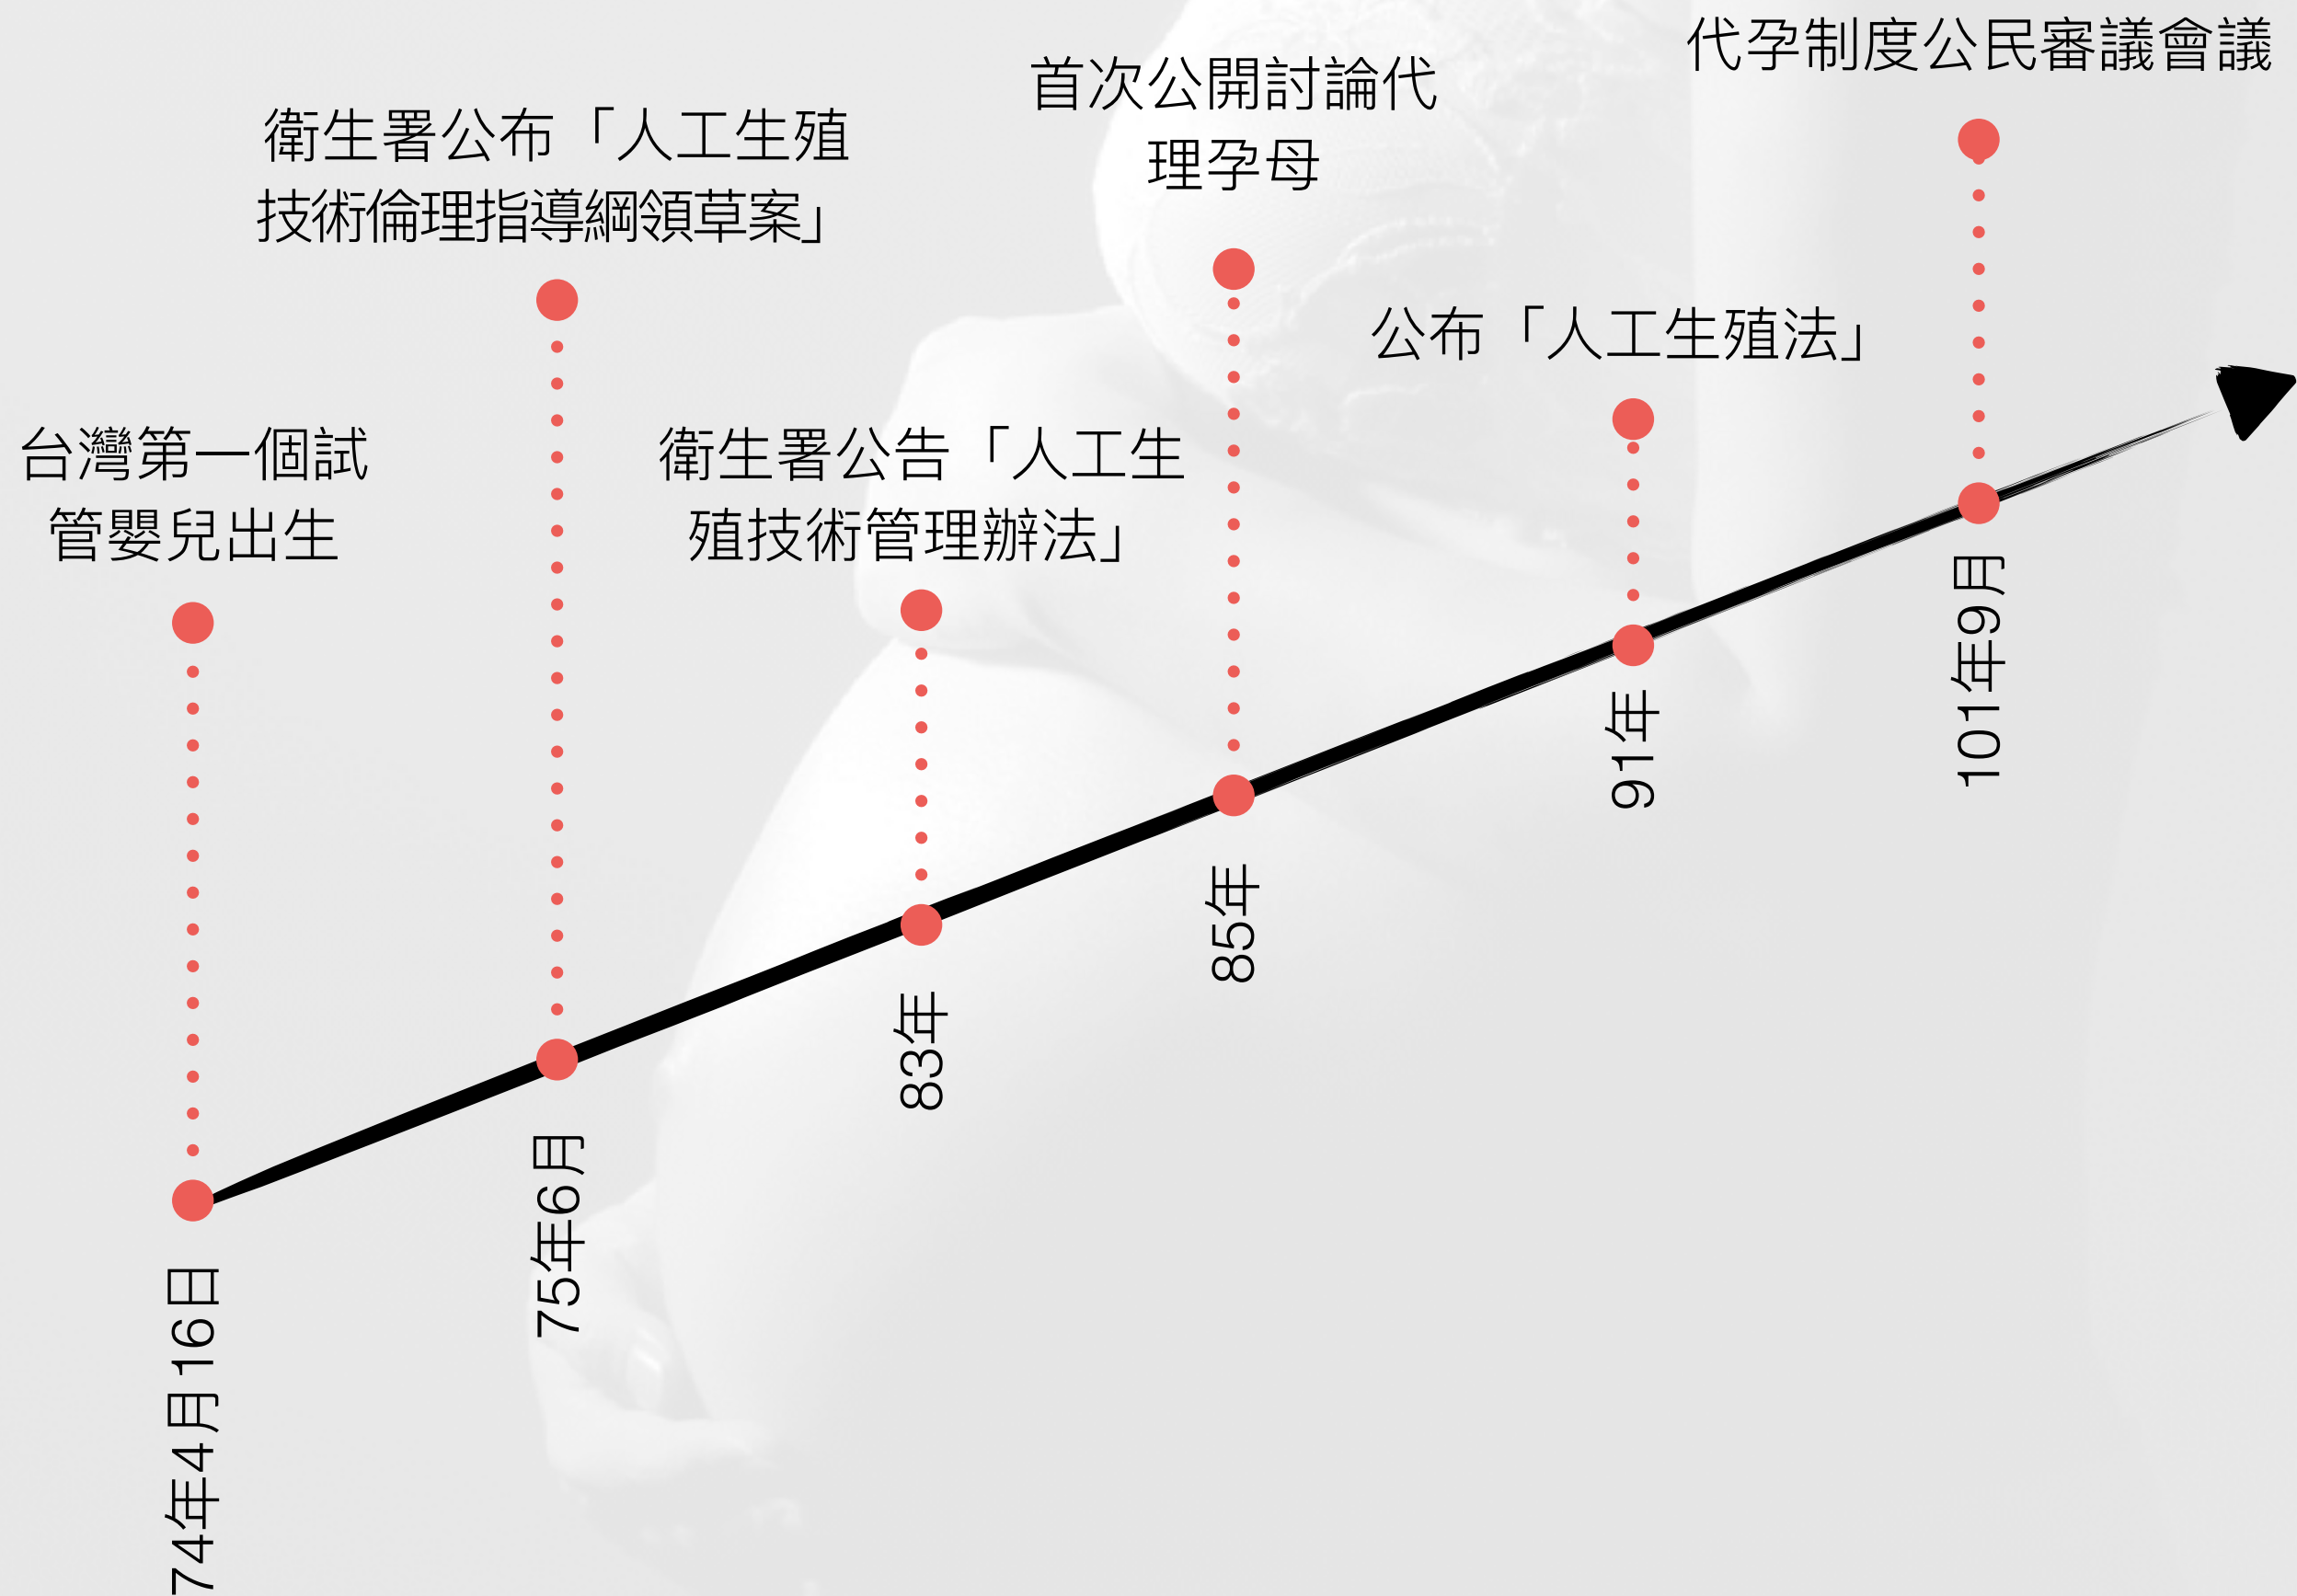 台灣第一個試
管嬰兒出生
74年4月16日
衛生署公布「人工生殖
技術倫理指導綱領草案」
75年6月
衛生署公告「人工生
殖技術管理辦法」
83年
首次公開討論代
理孕母
85年
公布「人工生殖法」
91年
代孕制度公民審議會議
101年9月